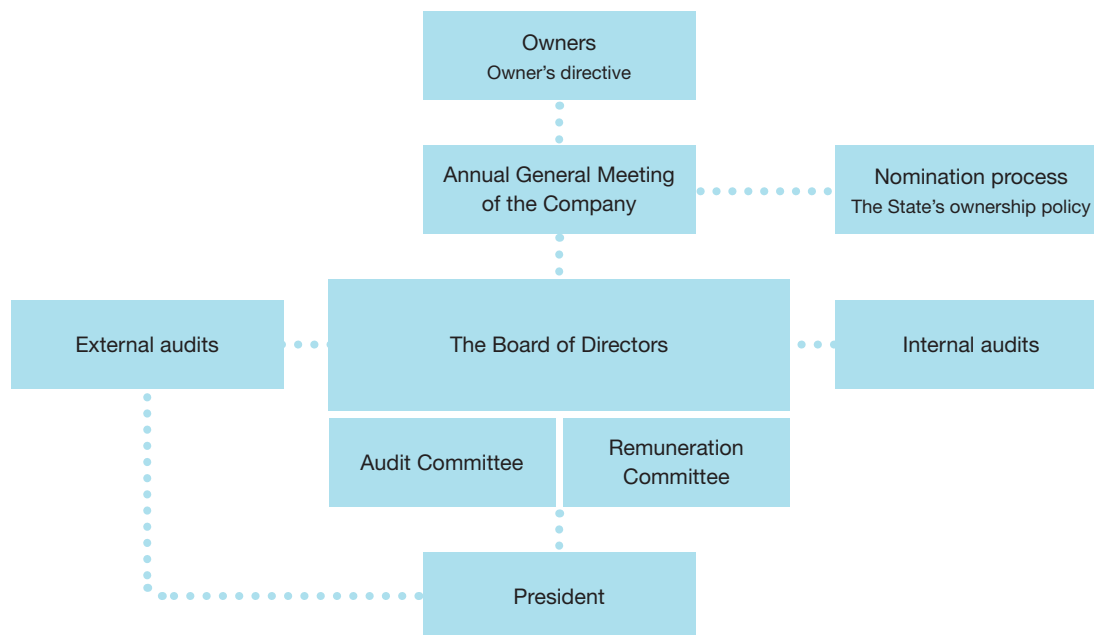 Owners
Owner's directive
Annual General Meeting
of the Company
Nomination process
The State's ownership policy
External audits
The Board of Directors
Internal audits
Audit Committee
Remuneration
Committee
President